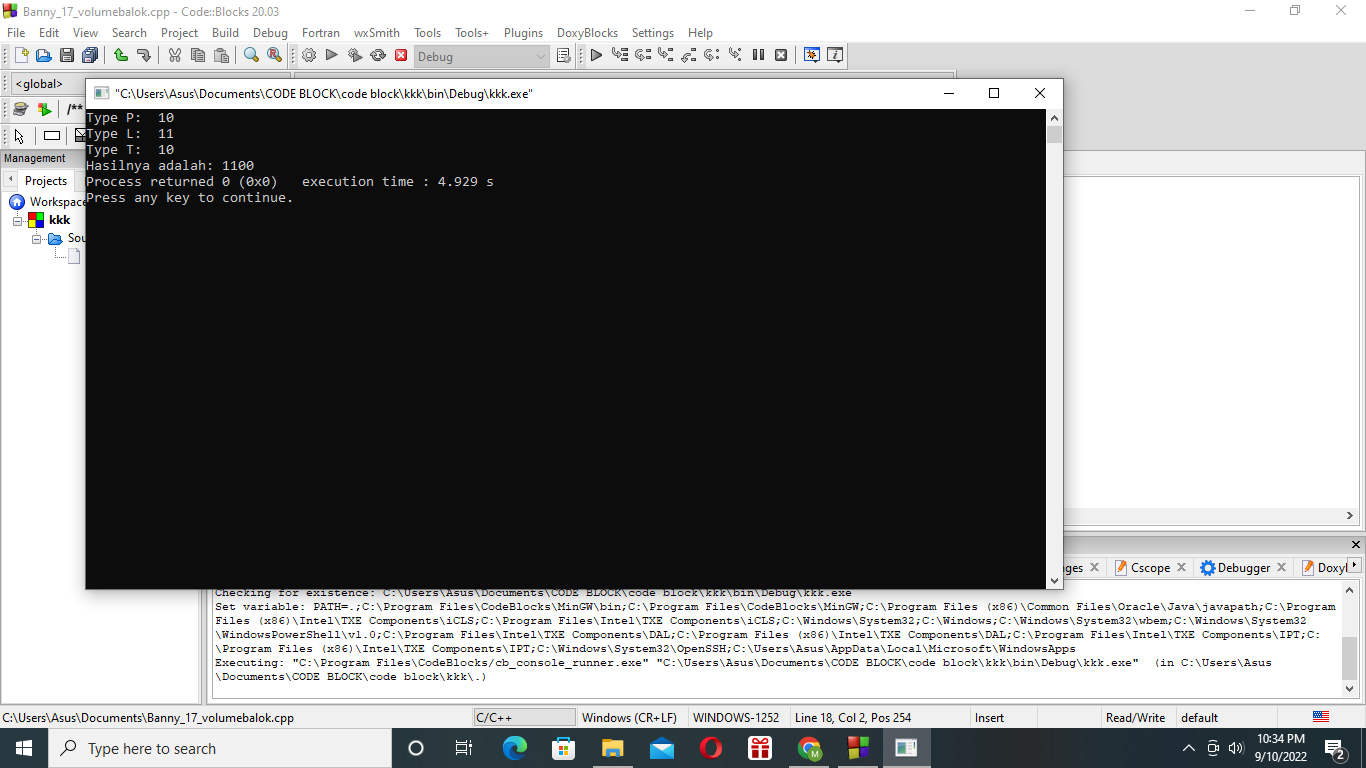 Banny_17_volumebalok.cpp - Code::Blocks 20.03
File Edit View Search Project Build Debug Fortran wxSmith Tools Tools+ Plugins DoxyBlocks Settings Help
Debug
<global>
/**
"C:\Users\Asus\Documents\CODE BLOCK\code block\kkk\bin\Debug\kkk.exe"
Type P: 10
Type L: 11
Type T: 10
Hasilnya adalah: 1100
Process returned 0 (0x0) execution time : 4.929 s
Press any key to continue.
Management
Projects
Workspace
kkk
Sou
ges Cscope Debugger Doxy
Checking for existence: C:\Users\Asus\Documents\CODE BLOCK\code block\kkk\bin\Debug\kkk.exe
Set variable: PATH=.;C:\Program Files\CodeBlocks\MinGW\bin;C:\Program Files\CodeBlocks\MinGW;C:\Program Files (x86)\Common Files\Oracle\Java\javapath;C:\Program
Files (x86)\Intel\TXE Components\iCLS;C:\Program Files\Intel\TXE Components\iCLS;C:\Windows\System32;C:\Windows;C:\Windows\System32\wbem;C:\Windows\System32
\WindowsPowerShell\v1.0;C:\Program Files\Intel\TXE Components\DAL;C:\Program Files (x86)\Intel\TXE Components\DAL;C:\Program Files\Intel\TXE Components\IPT;C:
\Program Files (x86)\Intel\TXE Components\IPT;C:\Windows\System32\OpenSSH;C:\Users\Asus\AppData\Local\Microsoft\WindowsApps
Executing: "C:\Program Files\CodeBlocks/cb_console_runner.exe" "C:\Users\Asus\Documents\CODE BLOCK\code block\kkk\bin\Debug\kkk.exe" (in C:\Users\Asus
\Documents\CODE BLOCK\code block\kkk\.)
C:\Users\Asus\Documents\Banny_17_volumebalok.cpp C/C++ Windows (CR+LF) WINDOWS-1252 Line 18, Col 2, Pos 254 Insert Read/Write default
Type here to search
10:34 PM
9/10/2022
2